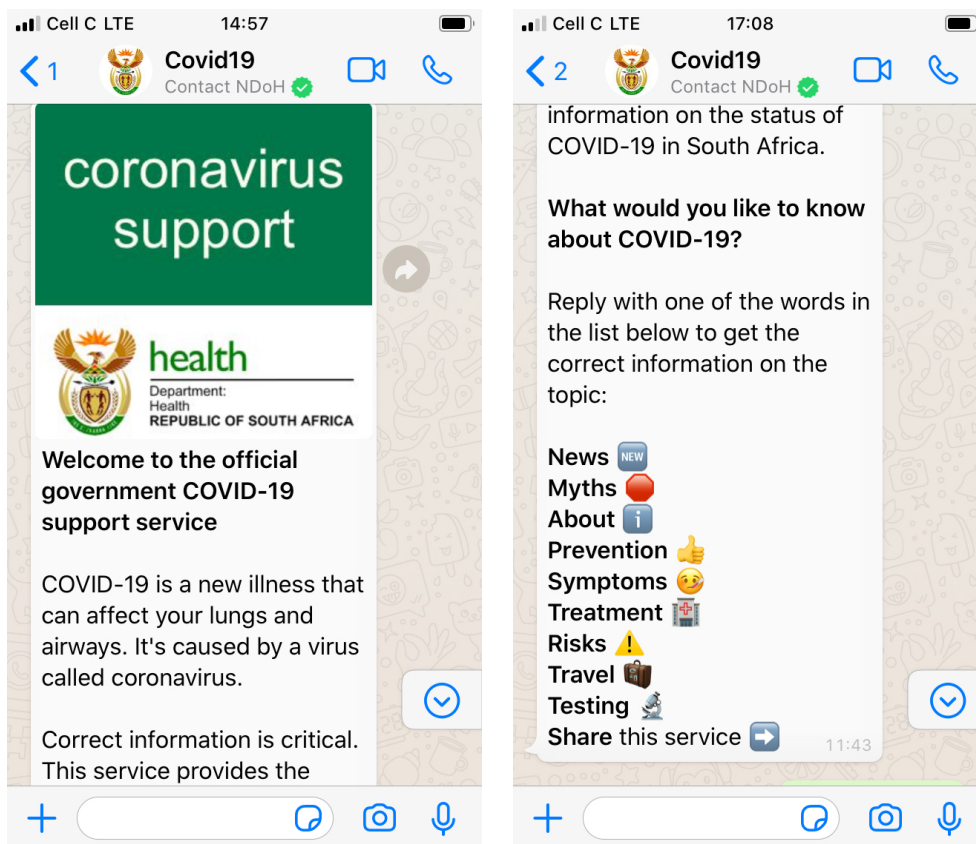 Cell C LTE 14:57
1 Covid19
Contact NDoH
coronavirus
support
health
Department:
Health
REPUBLIC OF SOUTH AFRICA
Welcome to the official
government COVID-19
support service
COVID-19 is a new illness that
can affect your lungs and
airways. It's caused by a virus
called coronavirus.
Correct information is critical.
This service provides the
Cell C LTE 17:08
2 Covid19
Contact NDoH
information on the status of
COVID-19 in South Africa.
What would you like to know
about COVID-19?
Reply with one of the words in
the list below to get the
correct information on the
topic:
News 🆕
Myths 🛑
About ℹ️
Prevention 👍
Symptoms 🤒
Treatment 🏥
Risks ⚠️
Travel 🧳
Testing 🔬
Share this service ➡️
11:43